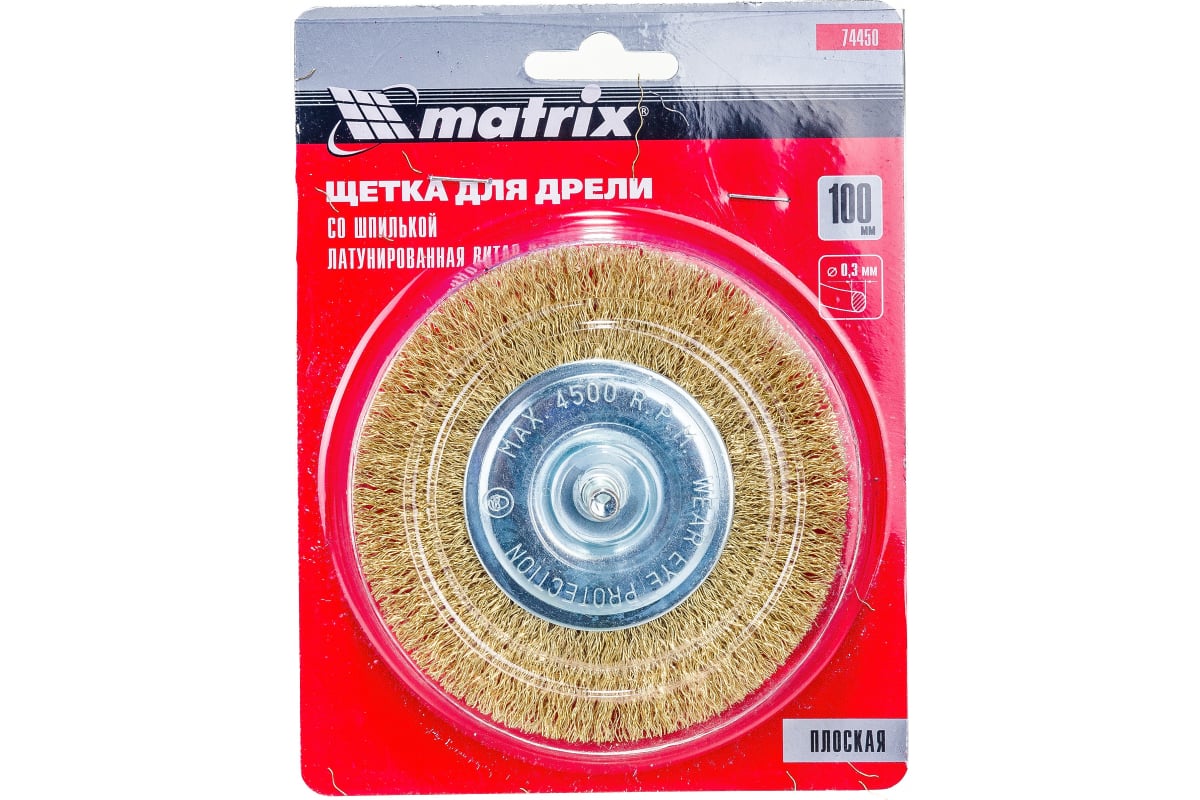 74450
matrix®
ЩЕТКА ДЛЯ ДРЕЛИ
СО ШПИЛЬКОЙ
ЛАТУНИРОВАННАЯ ВИТАЯ
100
мм
⌀ 0,3 мм
MAX. 4500 R.P.M. WEAR EYE PROTECTION
ПЛОСКАЯ